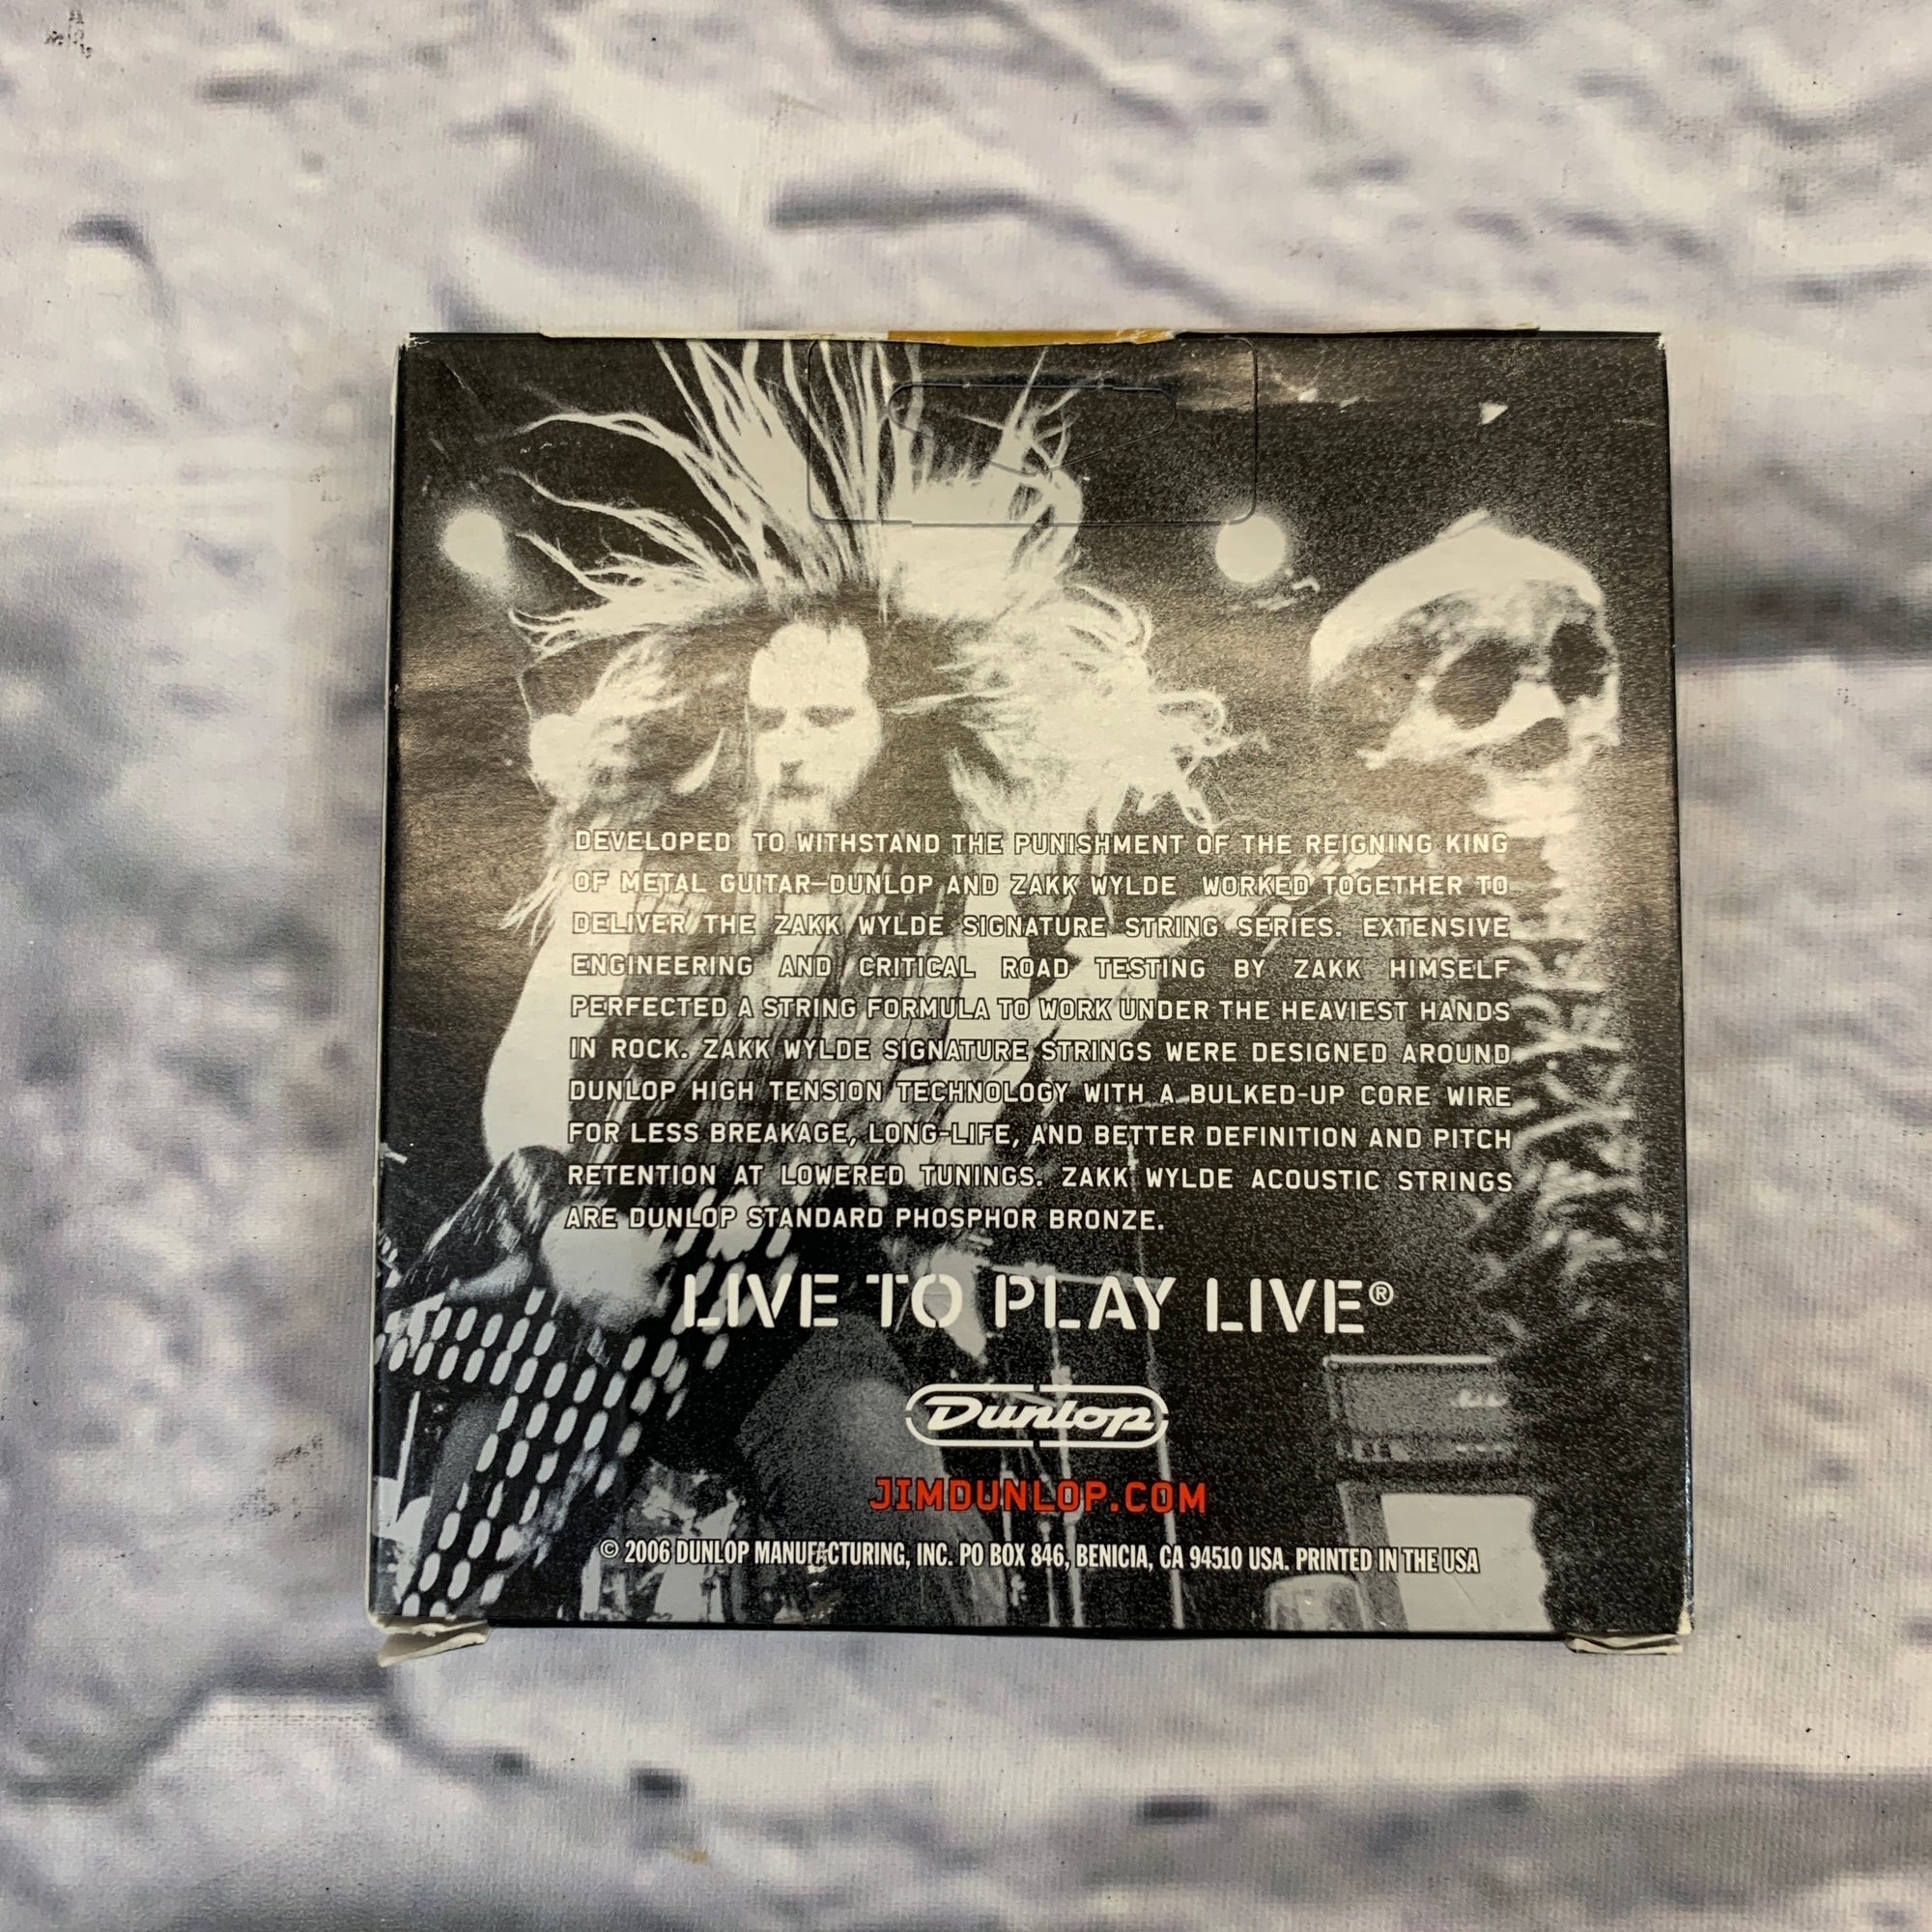 DEVELOPED TO WITHSTAND THE PUNISHMENT OF THE REIGNING KING
OF METAL GUITAR–DUNLOP AND ZAKK WYLDE WORKED TOGETHER TO
DELIVER THE ZAKK WYLDE SIGNATURE STRING SERIES. EXTENSIVE
ENGINEERING AND CRITICAL ROAD TESTING BY ZAKK HIMSELF
PERFECTED A STRING FORMULA TO WORK UNDER THE HEAVIEST HANDS
IN ROCK. ZAKK WYLDE SIGNATURE STRINGS WERE DESIGNED AROUND
DUNLOP HIGH TENSION TECHNOLOGY WITH A BULKED-UP CORE WIRE
FOR LESS BREAKAGE, LONG-LIFE, AND BETTER DEFINITION AND PITCH
RETENTION AT LOWERED TUNINGS. ZAKK WYLDE ACOUSTIC STRINGS
ARE DUNLOP STANDARD PHOSPHOR BRONZE.
LIVE TO PLAY LIVE®
Dunlop
JIMDUNLOP.COM
© 2006 DUNLOP MANUFACTURING, INC. PO BOX 846, BENICIA, CA 94510 USA. PRINTED IN THE USA